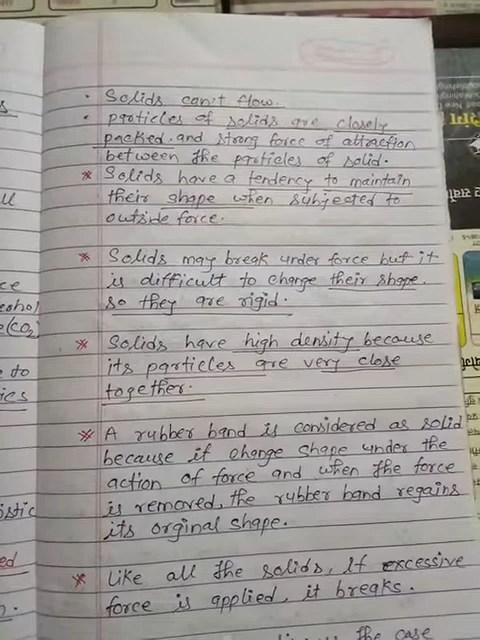 • Solids can't flow.
• particles of solids are closely
packed. and strong force of attraction
between the particles of solid.
* Solids have a tendency to maintain
their shape when subjected to
outside force.
* Solids may break under force but it
is difficult to change their shape.
so they are rigid.
* Solids have high density because
its particles are very close
together.
* A rubber band is considered as solid
because if change shape under the
action of force and when the force
is removed, the rubber band regains
its orginal shape.
* Like all the solids, If excessive
force is applied, it breaks.
the case